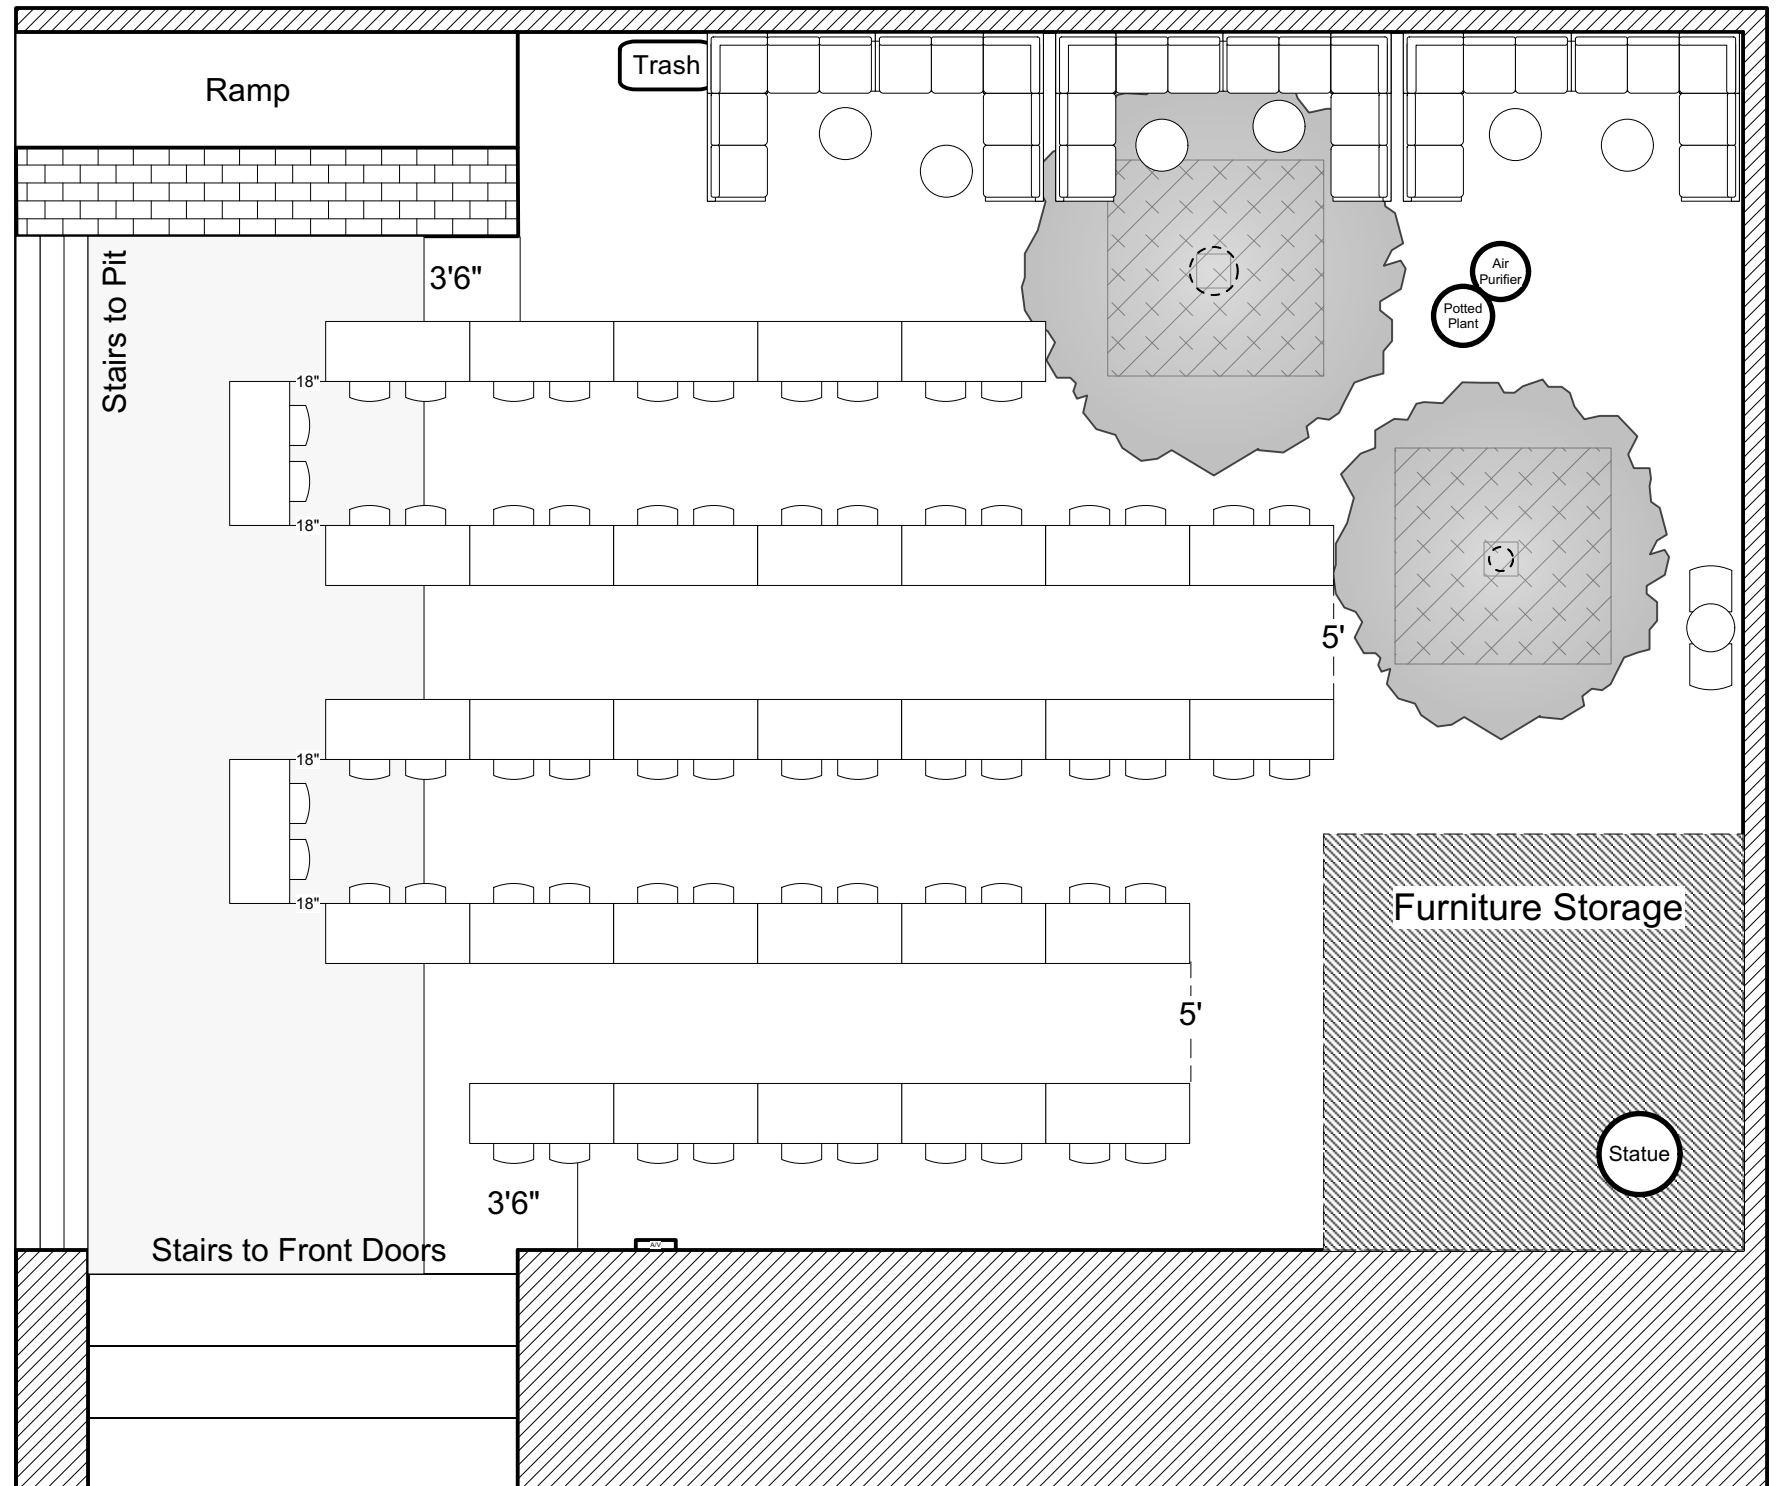 Trash
Ramp
Stairs to Pit
3'6"
Air
Purifier
Potted
Plant
18"
18"
5'
18"
18"
Furniture Storage
5'
Statue
3'6"
Stairs to Front Doors
A/V